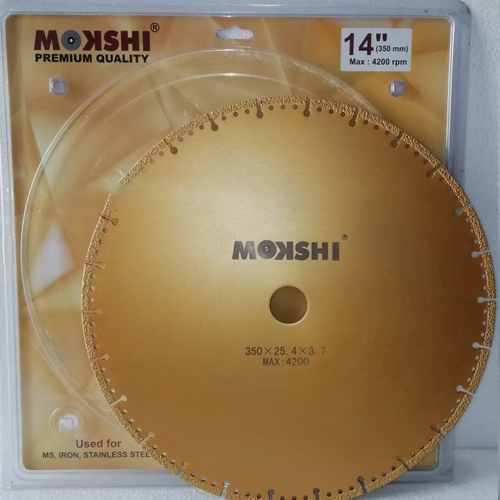 MOKSHI®
PREMIUM QUALITY
14"
(350 mm)
Max : 4200 rpm
MOKSHI®
350×25.4×3.7
MAX:4200
Used for
MS, IRON, STAINLESS STEEL